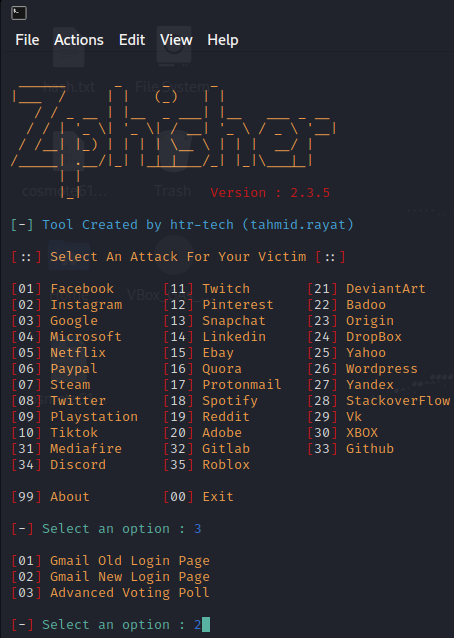 File Actions Edit View Help
hash.txt File System
Zphisher
Trash
Version : 2.3.5
[-] Tool Created by htr-tech (tahmid.rayat)
[::] Select An Attack For Your Victim [::]
[01] Facebook [11] Twitch [21] DeviantArt
[02] Instagram [12] Pinterest [22] Badoo
[03] Google [13] Snapchat [23] Origin
[04] Microsoft [14] Linkedin [24] DropBox
[05] Netflix [15] Ebay [25] Yahoo
[06] Paypal [16] Quora [26] Wordpress
[07] Steam [17] Protonmail [27] Yandex
[08] Twitter [18] Spotify [28] StackoverFlow
[09] Playstation [19] Reddit [29] Vk
[10] Tiktok [20] Adobe [30] XBOX
[31] Mediafire [32] Gitlab [33] Github
[34] Discord [35] Roblox
[99] About [00] Exit
[-] Select an option : 3
[01] Gmail Old Login Page
[02] Gmail New Login Page
[03] Advanced Voting Poll
[-] Select an option : 2